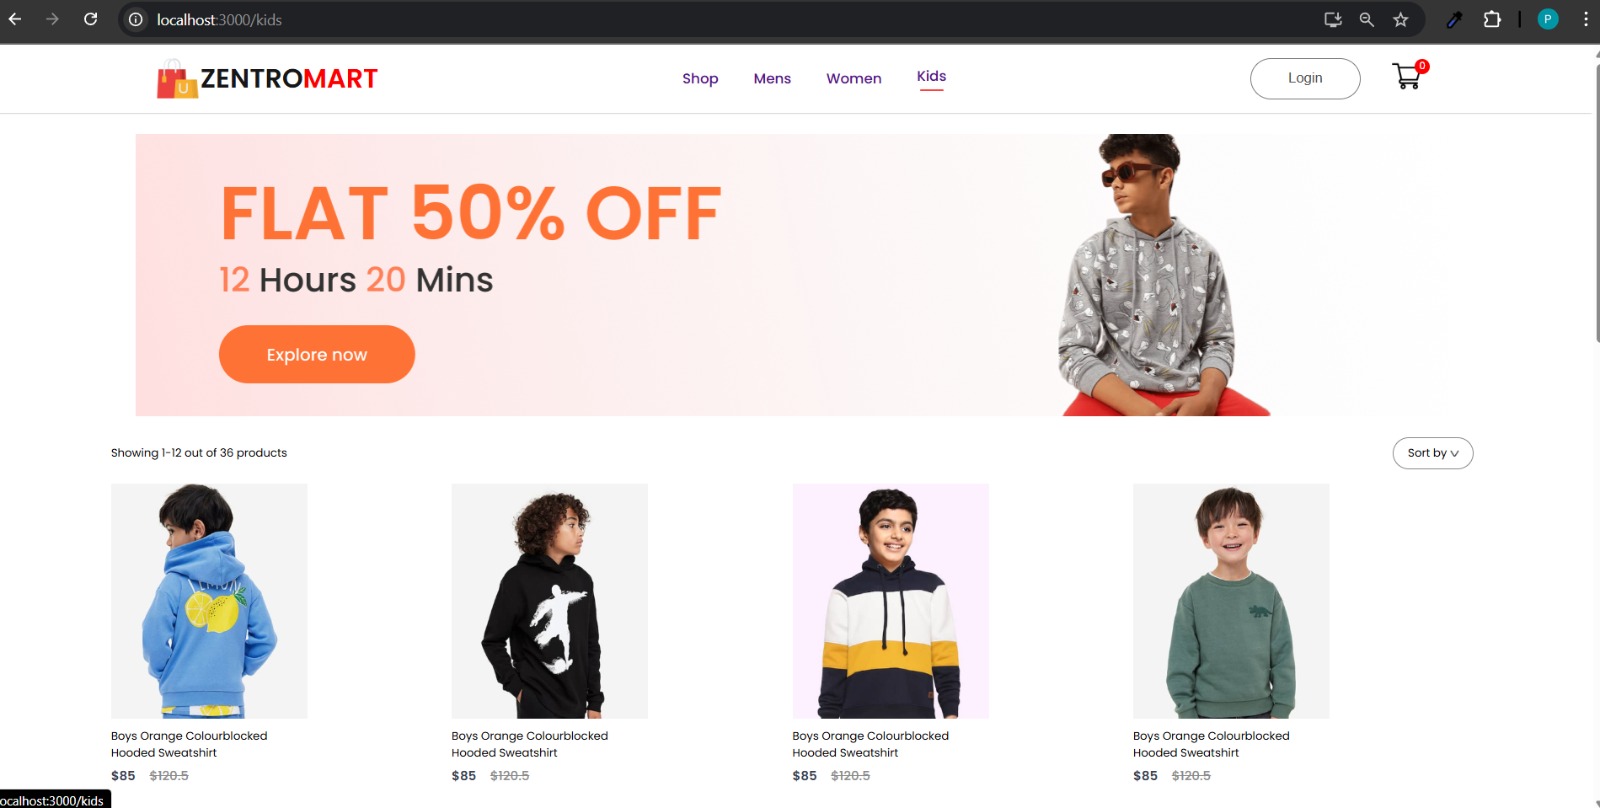 localhost:3000/kids
P
ZENTROMART
Shop Mens Women Kids
Login
0
FLAT 50% OFF
12 Hours 20 Mins
Explore now
Showing 1-12 out of 36 products
Sort by
LEMON
Boys Orange Colourblocked
Hooded Sweatshirt
$85 $120.5
Boys Orange Colourblocked
Hooded Sweatshirt
$85 $120.5
Boys Orange Colourblocked
Hooded Sweatshirt
$85 $120.5
Boys Orange Colourblocked
Hooded Sweatshirt
$85 $120.5
ocalhost:3000/kids